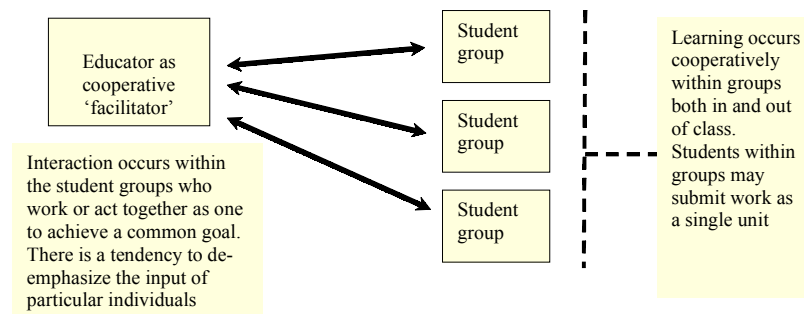 Educator as
cooperative
‘facilitator’
Interaction occurs within
the student groups who
work or act together as one
to achieve a common goal.
There is a tendency to de-
emphasize the input of
particular individuals
Student
group
Student
group
Student
group
Learning occurs
cooperatively
within groups
both in and out
of class.
Students within
groups may
submit work as
a single unit